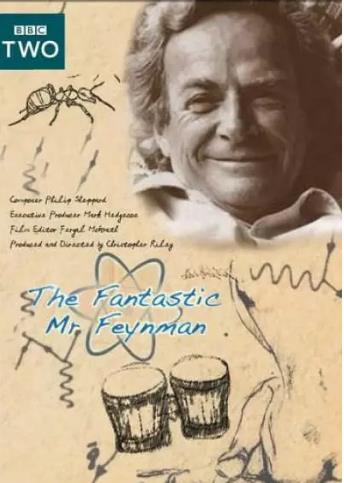 BBC
TWO
Composer Philip Sheppard
Executive Producer Mark Hedgecoe
Film Editor Fergal McGrath
Produced and Directed by Christopher Riley
The Fantastic
Mr Feynman